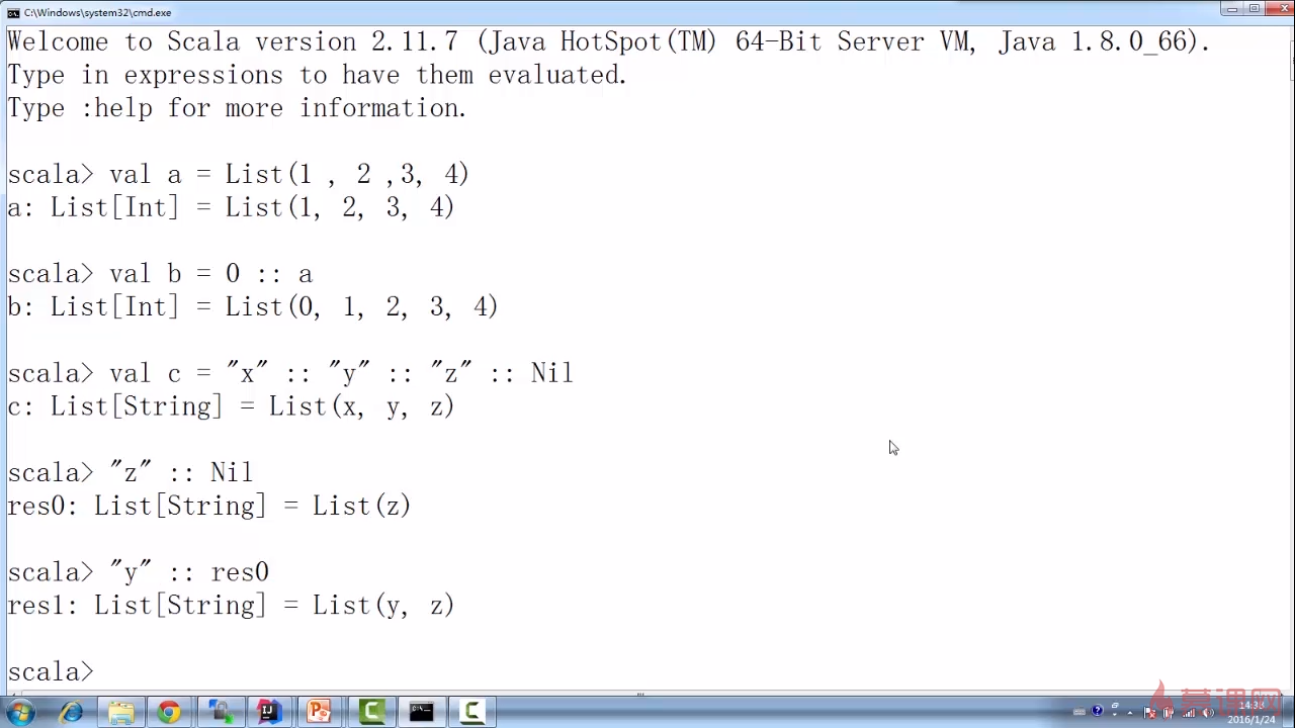 C:\Windows\system32\cmd.exe
Welcome to Scala version 2.11.7 (Java HotSpot(TM) 64-Bit Server VM, Java 1.8.0_66).
Type in expressions to have them evaluated.
Type :help for more information.
scala> val a = List(1 , 2 ,3, 4)
a: List[Int] = List(1, 2, 3, 4)
scala> val b = 0 :: a
b: List[Int] = List(0, 1, 2, 3, 4)
scala> val c = "x" :: "y" :: "z" :: Nil
c: List[String] = List(x, y, z)
scala> "z" :: Nil
res0: List[String] = List(z)
scala> "y" :: res0
res1: List[String] = List(y, z)
scala>
慕课网
14:33
2016/1/24